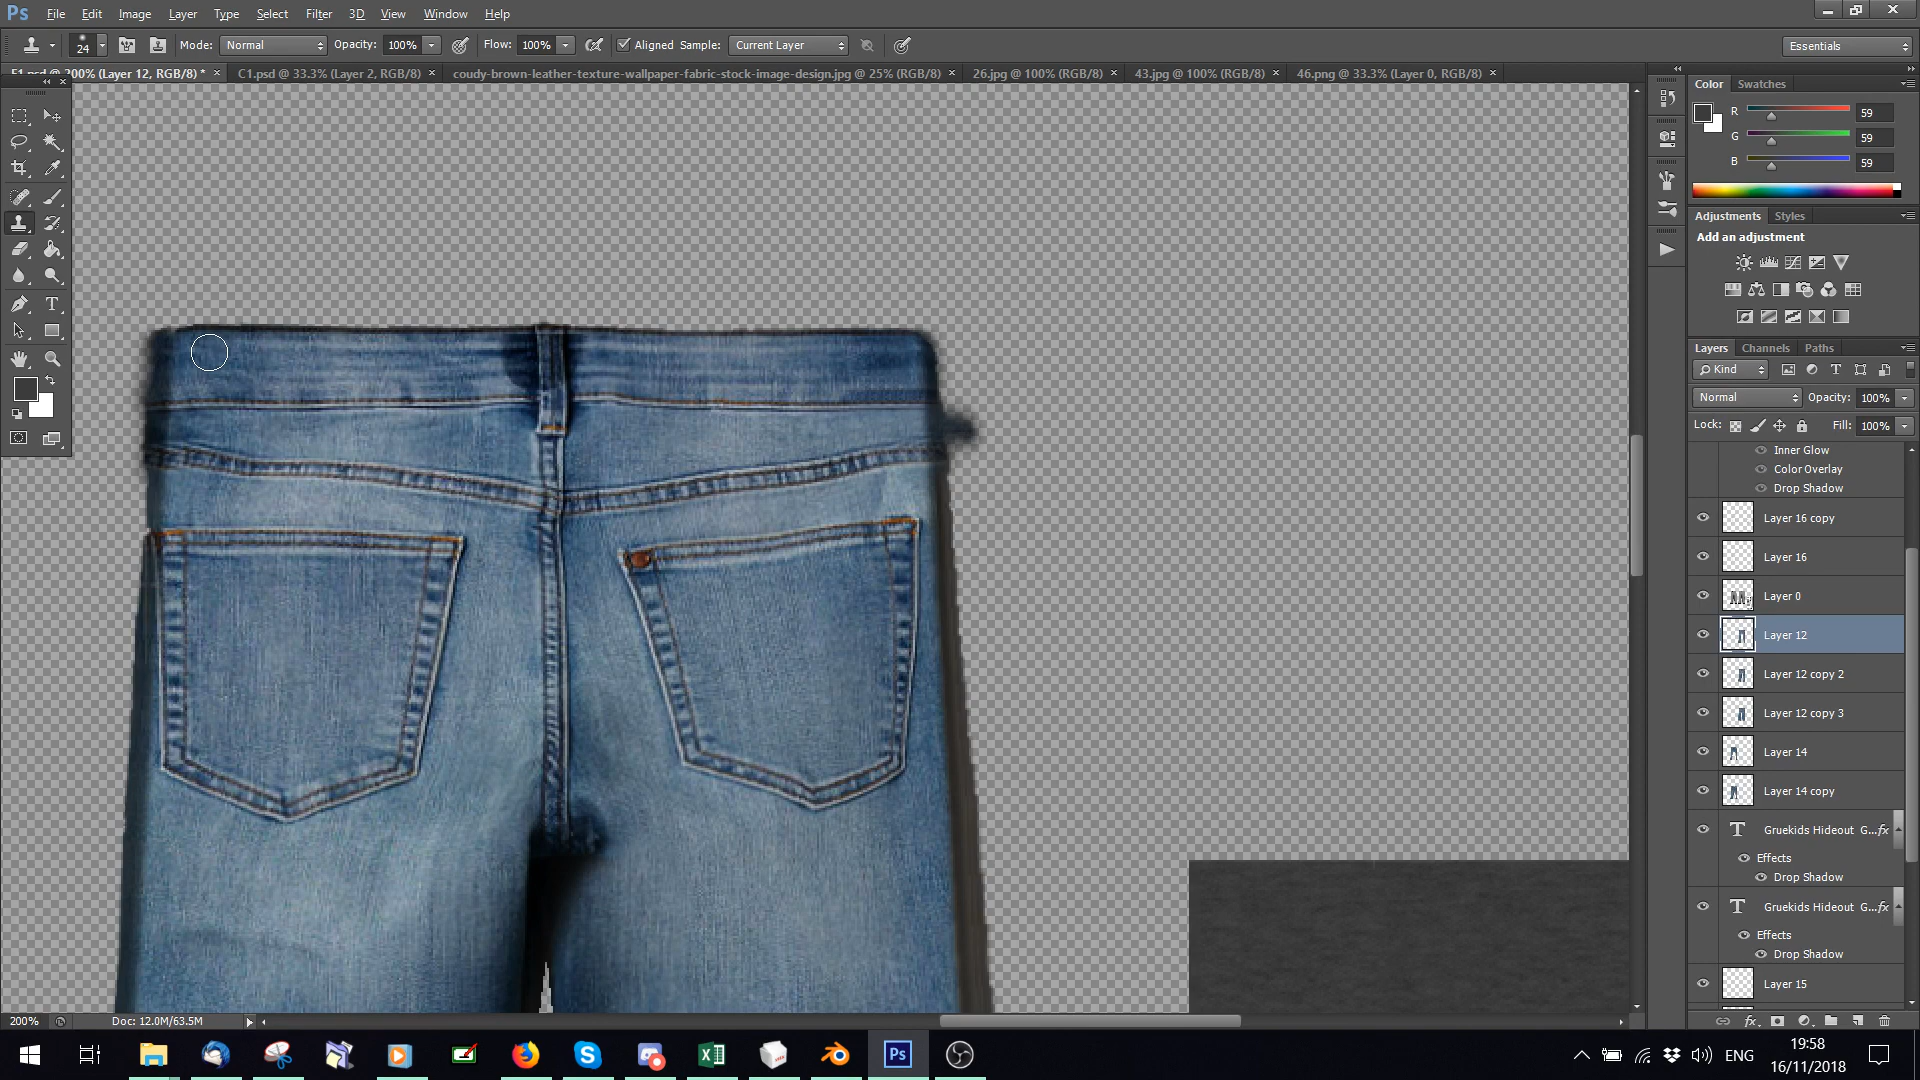 Ps File Edit Image Layer Type Select Filter 3D View Window Help
24 Mode: Normal Opacity: 100% Flow: 100% Aligned Sample: Current Layer Essentials
F1.psd @ 200% (Layer 12, RGB/8) * × C1.psd @ 33.3% (Layer 2, RGB/8) × coudy-brown-leather-texture-wallpaper-fabric-stock-image-design.jpg @ 25% (RGB/8) × 26.jpg @ 100% (RGB/8) × 43.jpg @ 100% (RGB/8) × 46.png @ 33.3% (Layer 0, RGB/8) ×
Color Swatches
R 59
G 59
B 59
Adjustments Styles
Add an adjustment
Layers Channels Paths
Kind
Normal Opacity: 100%
Lock: Fill: 100%
Inner Glow
Color Overlay
Drop Shadow
Layer 16 copy
Layer 16
Layer 0
Layer 12
Layer 12 copy 2
Layer 12 copy 3
Layer 14
Layer 14 copy
T Gruekids Hideout G... fx
Effects
Drop Shadow
T Gruekids Hideout G... fx
Effects
Drop Shadow
Layer 15
200% Doc: 12.0M/63.5M
ENG
19:58
16/11/2018